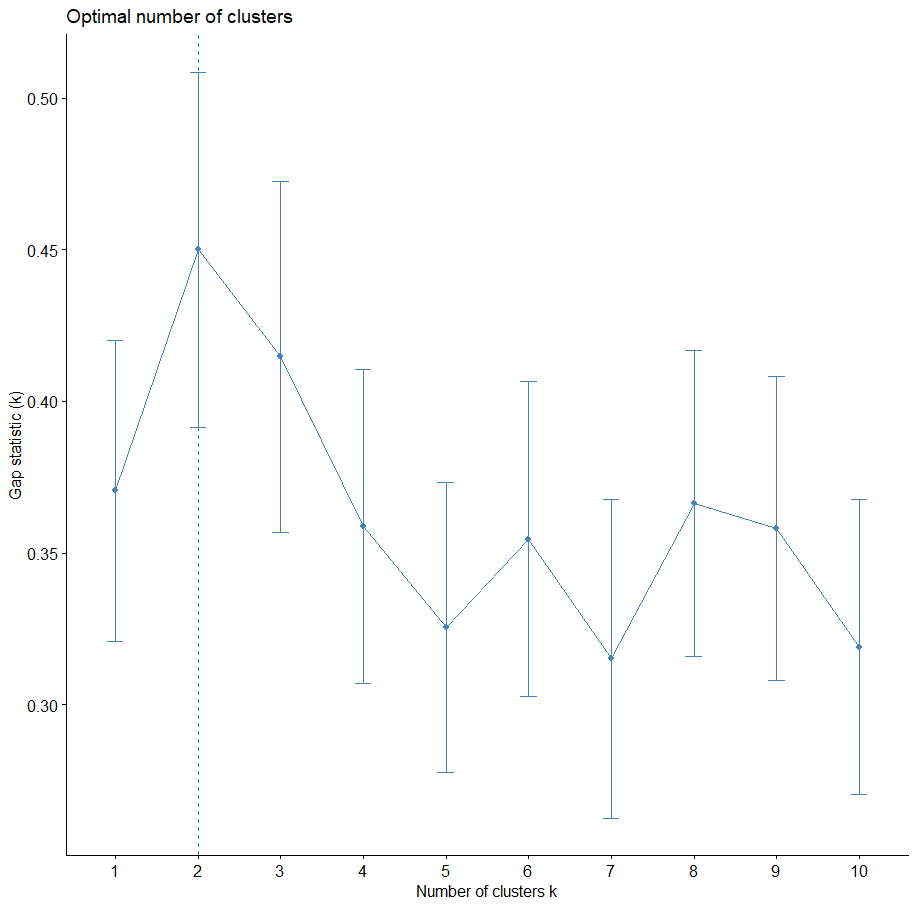 Optimal number of clusters
Gap statistic (k)
0.50
0.45
0.40
0.35
0.30
1 2 3 4 5 6 7 8 9 10
Number of clusters k